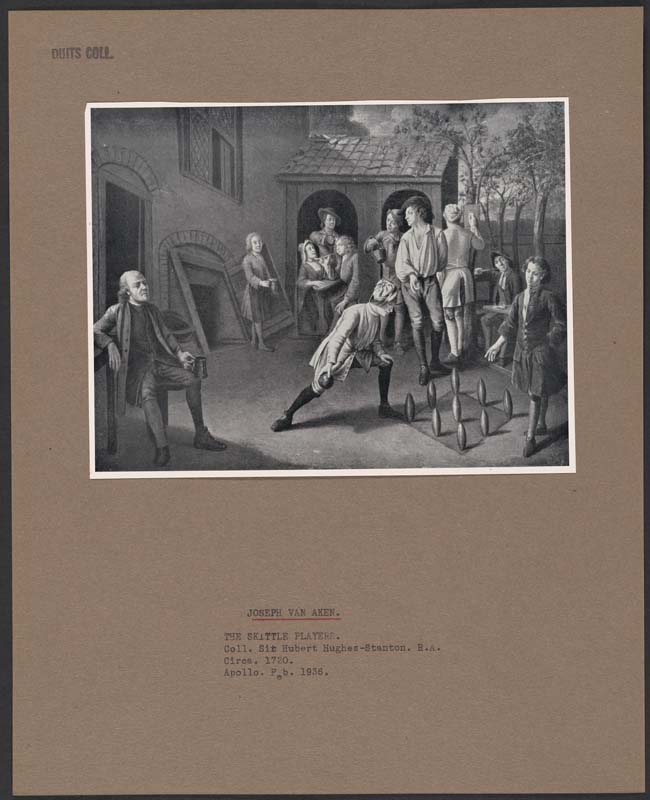 DUITS COLL.
JOSEPH VAN AKEN.
THE SKITTLE PLAYERS.
Coll. Sir Hubert Hughes-Stanton. R.A.
Circa. 1720.
Apollo. Feb. 1936.